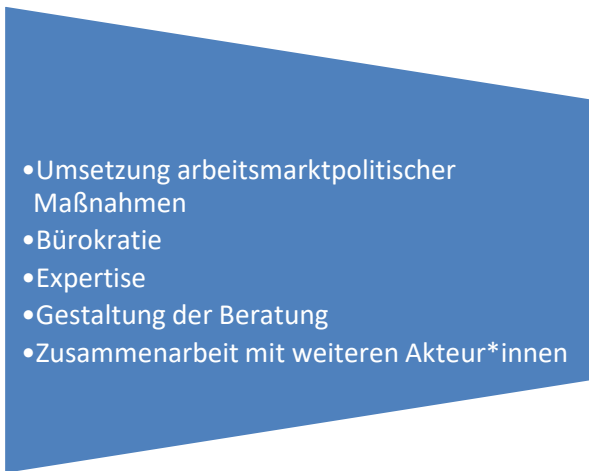 •Umsetzung arbeitsmarktpolitischer
Maßnahmen
•Bürokratie
•Expertise
•Gestaltung der Beratung
•Zusammenarbeit mit weiteren Akteur*innen